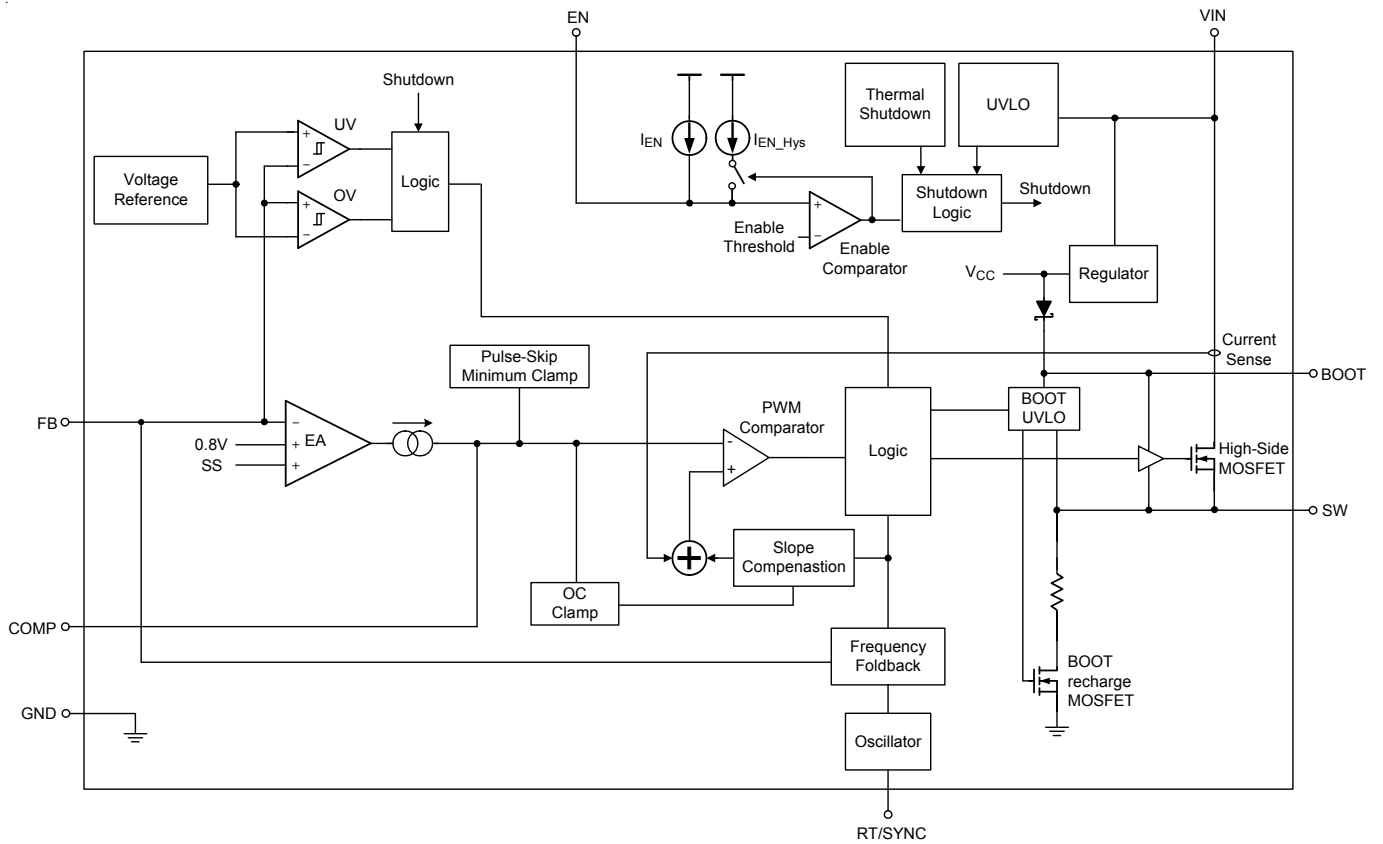 EN
VIN
Shutdown
Thermal
Shutdown
UVLO
UV
+
−
IEN
IEN_Hys
Voltage
Reference
Logic
OV
+
−
Shutdown
Logic
Shutdown
+
−
Enable
Threshold
Enable
Comparator
VCC
Regulator
Current
Sense
Pulse-Skip
Minimum Clamp
BOOT
BOOT
UVLO
PWM
Comparator
FB
−
0.8V
+
EA
SS
+
-
+
Logic
High-Side
MOSFET
SW
+
Slope
Compenastion
OC
Clamp
COMP
Frequency
Foldback
BOOT
recharge
MOSFET
GND
Oscillator
RT/SYNC